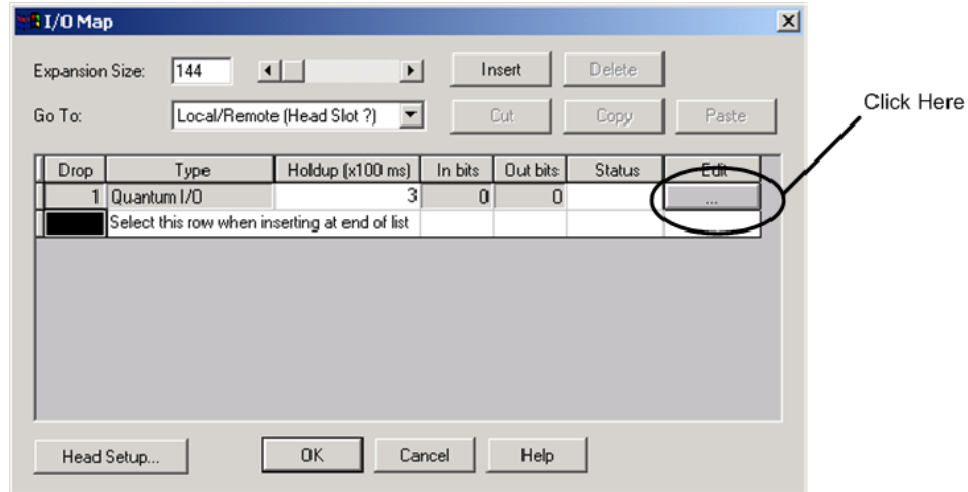 I/O Map
Expansion Size: 144 Insert Delete
Go To: Local/Remote (Head Slot ?) Cut Copy Paste
Click Here
Drop Type Holdup (x100 ms) In bits Out bits Status Edit
1 Quantum I/O 3 0 0 ...
Select this row when inserting at end of list
Head Setup... OK Cancel Help